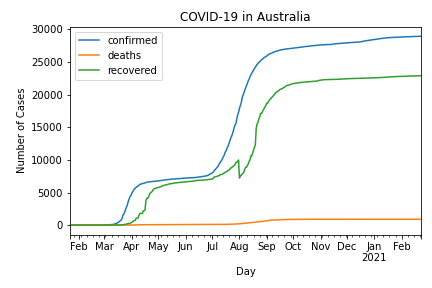 COVID-19 in Australia
30000
25000
20000
15000
10000
5000
0
Number of Cases
confirmed
deaths
recovered
Feb Mar Apr May Jun Jul Aug Sep Oct Nov Dec Jan Feb
2021
Day